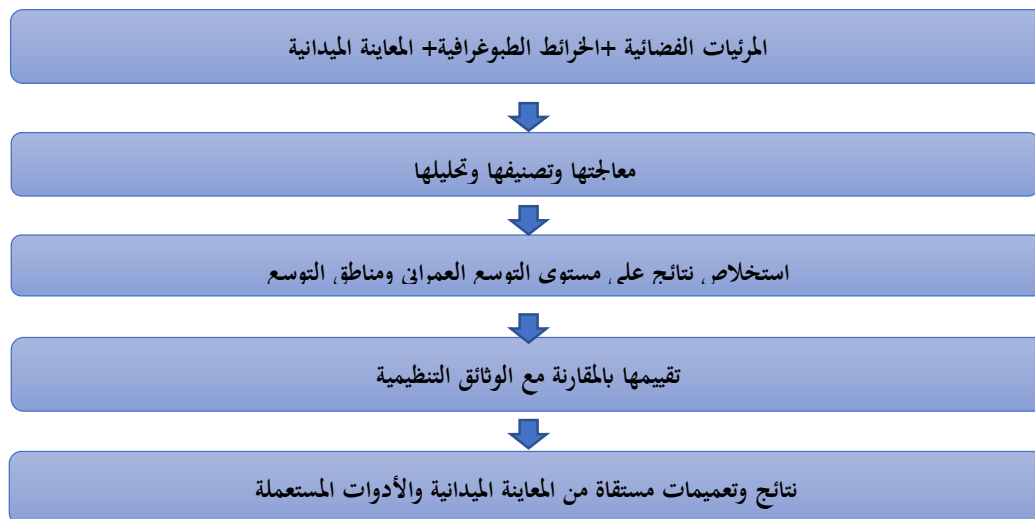 المرئيات الفضائية +الخرائط الطبوغرافية+ المعاينة الميدانية
معالجتها وتصنيفها وتحليلها
استخلاص نتائج على مستوى التوسع العمراني ومناطق التوسع
تقييمها بالمقارنة مع الوثائق التنظيمية
نتائج وتعميمات مستقاة من المعاينة الميدانية والأدوات المستعملة